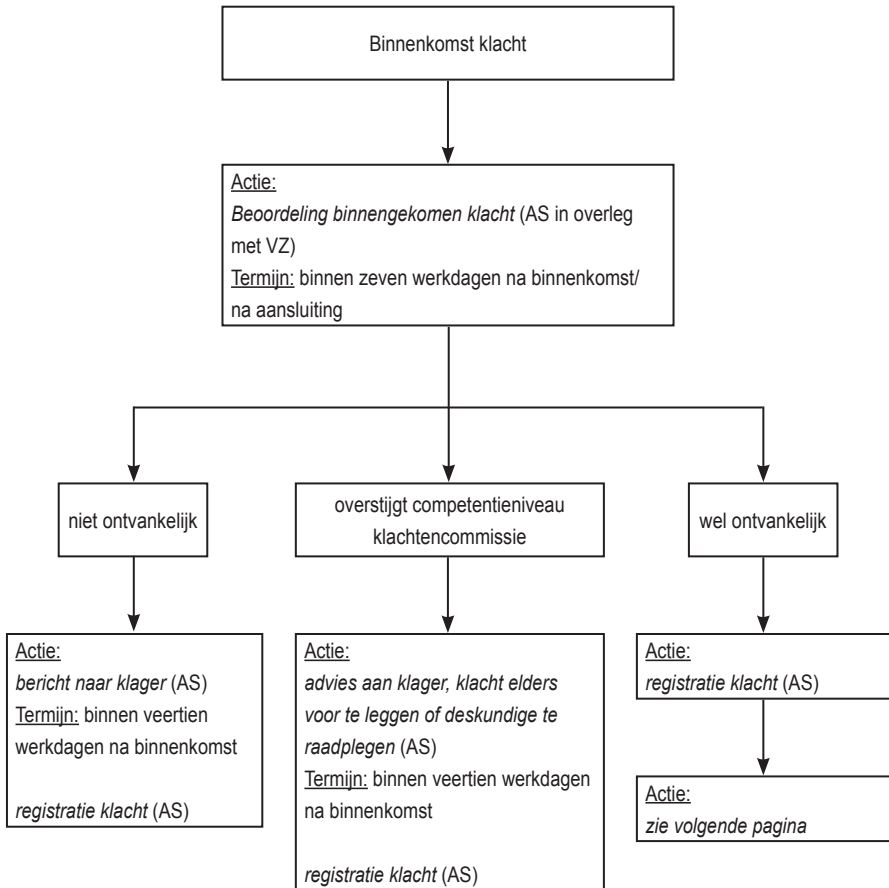 Binnenkomst klacht
Actie:
Beoordeling binnengekomen klacht (AS in overleg
met VZ)
Termijn: binnen zeven werkdagen na binnenkomst/
na aansluiting
niet ontvankelijk
overstijgt competentieniveau
klachtencommissie
wel ontvankelijk
Actie:
bericht naar klager (AS)
Termijn: binnen veertien
werkdagen na binnenkomst
registratie klacht (AS)
Actie:
advies aan klager, klacht elders
voor te leggen of deskundige te
raadplegen (AS)
Termijn: binnen veertien werkdagen
na binnenkomst
registratie klacht (AS)
Actie:
registratie klacht (AS)
Actie:
zie volgende pagina